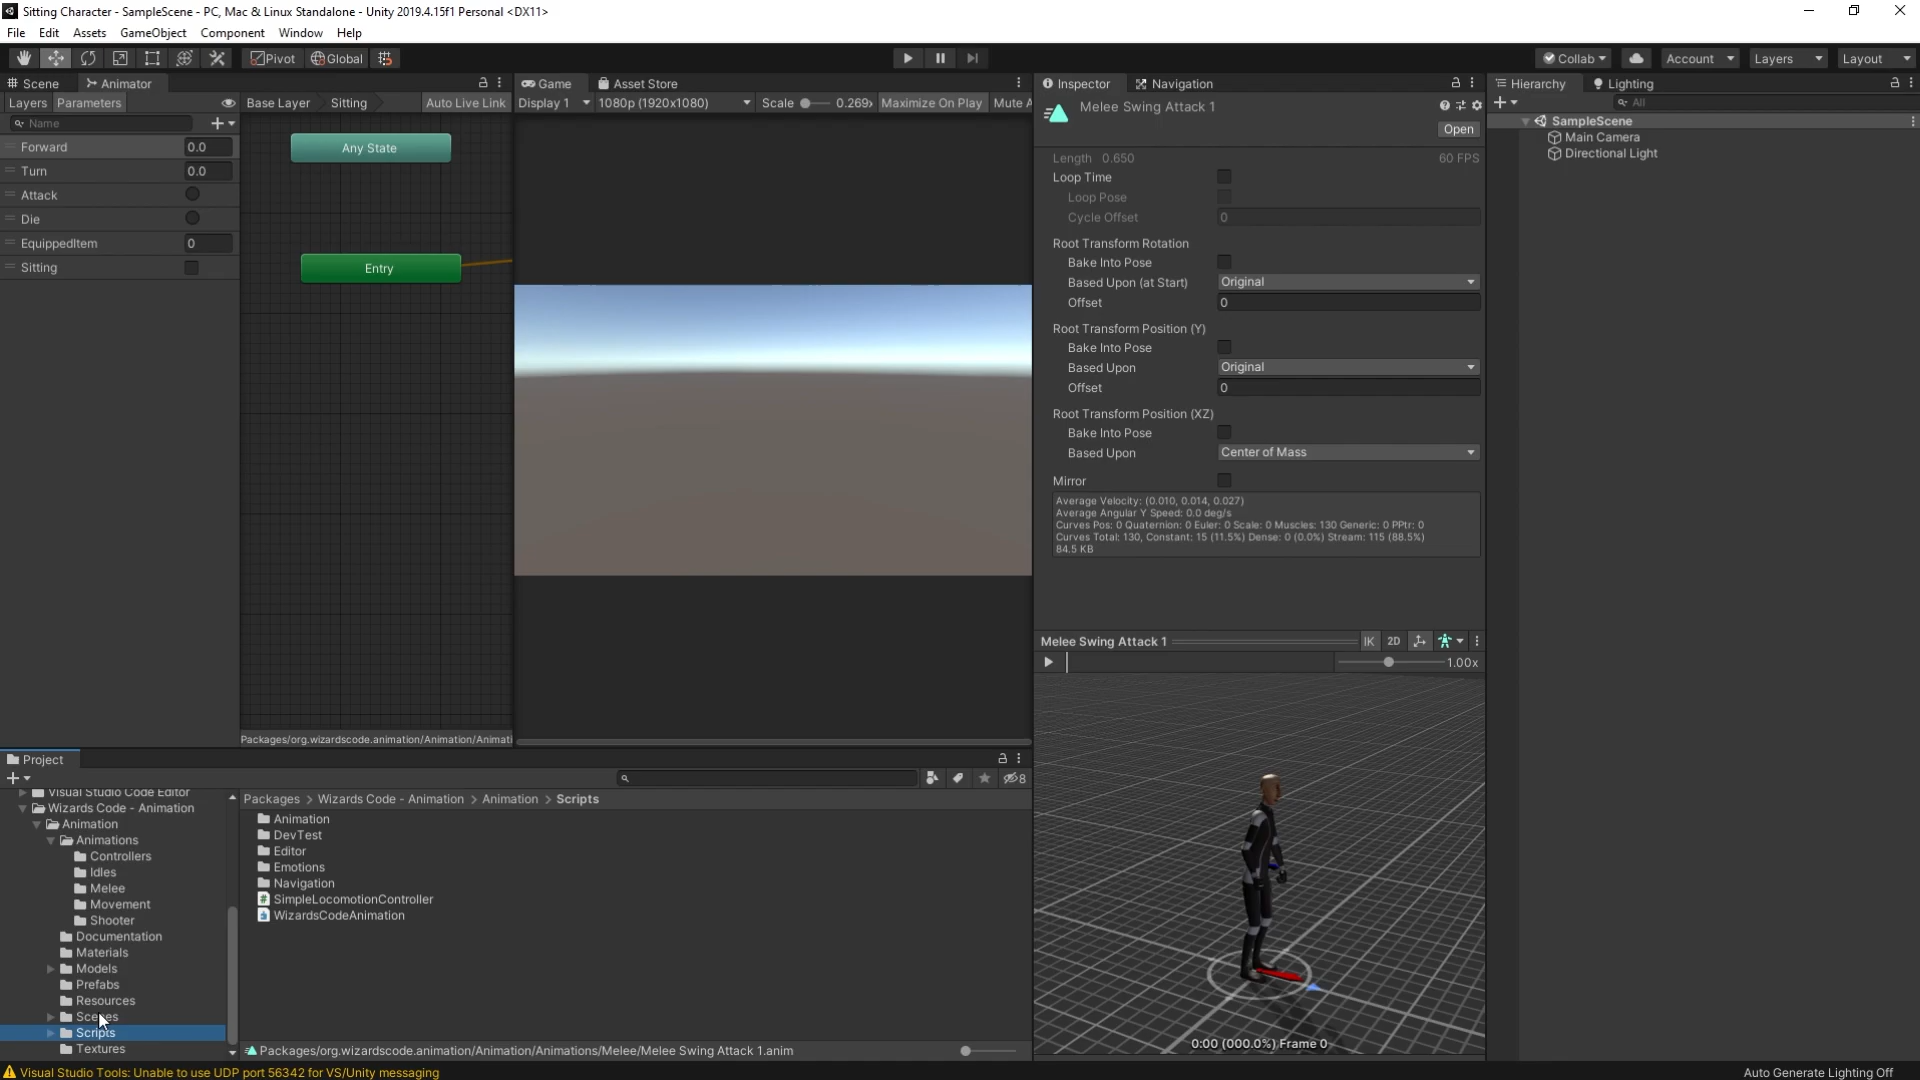 Sitting Character - SampleScene - PC, Mac & Linux Standalone - Unity 2019.4.15f1 Personal <DX11>
File Edit Assets GameObject Component Window Help
Pivot Global Collab Account Layers Layout
Scene Animator
Layers Parameters Base Layer Sitting Auto Live Link
Name
Forward 0.0
Turn 0.0
Attack
Die
EquippedItem 0
Sitting
Any State
Entry
Packages/org.wizardscode.animation/Animation/Animati
Game Asset Store
Display 1 1080p (1920x1080) Scale 0.269x Maximize On Play Mute A
Inspector Navigation
Melee Swing Attack 1
Open
Length 0.650 60 FPS
Loop Time
Loop Pose
Cycle Offset 0
Root Transform Rotation
Bake Into Pose
Based Upon (at Start) Original
Offset 0
Root Transform Position (Y)
Bake Into Pose
Based Upon Original
Offset 0
Root Transform Position (XZ)
Bake Into Pose
Based Upon Center of Mass
Mirror
Average Velocity: (0.010, 0.014, 0.027)
Average Angular Y Speed: 0.0 deg/s
Curves Pos: 0 Quaternion: 0 Euler: 0 Scale: 0 Muscles: 130 Generic: 0 PPtr: 0
Curves Total: 130, Constant: 15 (11.5%) Dense: 0 (0.0%) Stream: 115 (88.5%)
84.5 KB
Melee Swing Attack 1 IK 2D
1.00x
0:00 (000.0%) Frame 0
Hierarchy Lighting
All
SampleScene
Main Camera
Directional Light
Project
8
Visual Studio Code Editor
Wizards Code - Animation
Animation
Animations
Controllers
Idles
Melee
Movement
Shooter
Documentation
Materials
Models
Prefabs
Resources
Scenes
Scripts
Textures
Packages > Wizards Code - Animation > Animation > Scripts
Animation
DevTest
Editor
Emotions
Navigation
SimpleLocomotionController
WizardsCodeAnimation
Packages/org.wizardscode.animation/Animation/Animations/Melee/Melee Swing Attack 1.anim
Visual Studio Tools: Unable to use UDP port 56342 for VS/Unity messaging
Auto Generate Lighting Off